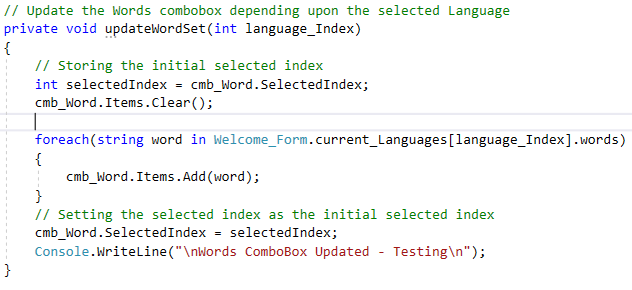 // Update the Words combobox depending upon the selected Language
private void updateWordSet(int language_Index)
{
// Storing the initial selected index
int selectedIndex = cmb_Word.SelectedIndex;
cmb_Word.Items.Clear();
foreach(string word in Welcome_Form.current_Languages[language_Index].words)
{
cmb_Word.Items.Add(word);
}
// Setting the selected index as the initial selected index
cmb_Word.SelectedIndex = selectedIndex;
Console.WriteLine("\nWords ComboBox Updated - Testing\n");
}